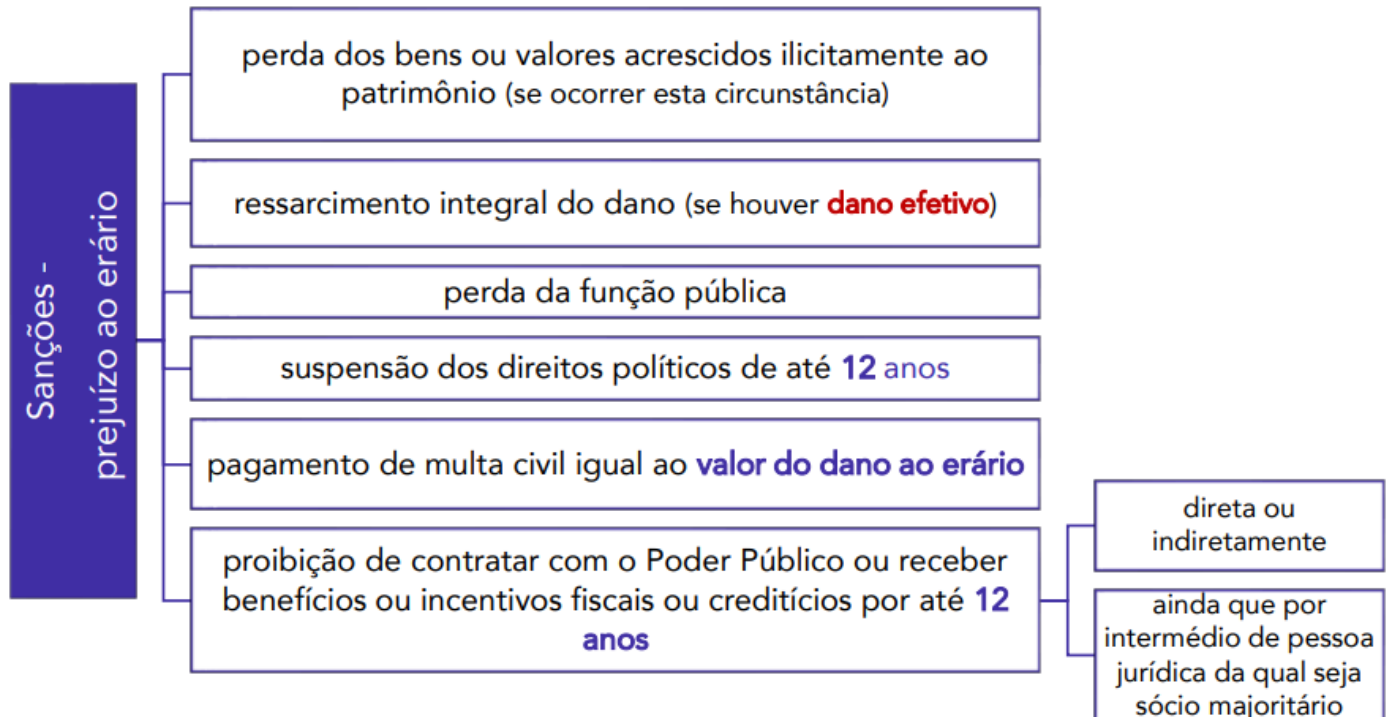 Sanções -
prejuízo ao erário
perda dos bens ou valores acrescidos ilicitamente ao
patrimônio (se ocorrer esta circunstância)
ressarcimento integral do dano (se houver dano efetivo)
perda da função pública
suspensão dos direitos políticos de até 12 anos
pagamento de multa civil igual ao valor do dano ao erário
proibição de contratar com o Poder Público ou receber
benefícios ou incentivos fiscais ou creditícios por até 12
anos
direta ou
indiretamente
ainda que por
intermédio de pessoa
jurídica da qual seja
sócio majoritário